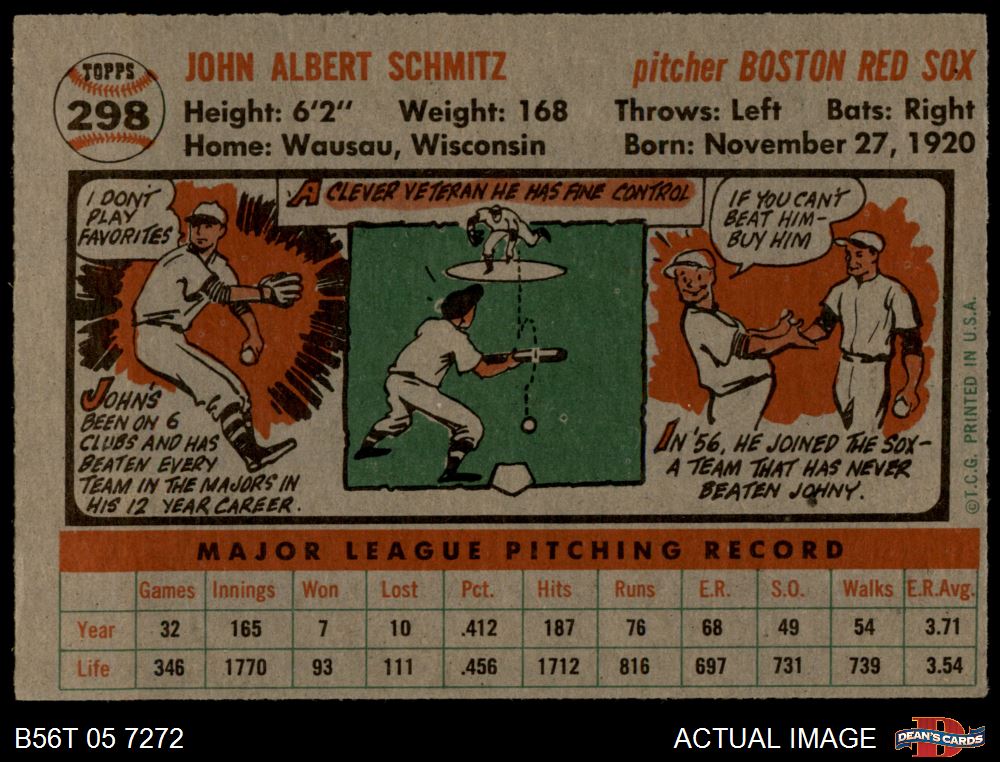 TOPPS
298
JOHN ALBERT SCHMITZ
pitcher BOSTON RED SOX
Height: 6'2" Weight: 168 Throws: Left Bats: Right
Home: Wausau, Wisconsin Born: November 27, 1920
I DON'T
PLAY
FAVORITES
JOHN'S
BEEN ON 6
CLUBS AND HAS
BEATEN EVERY
TEAM IN THE MAJORS IN
HIS 12 YEAR CAREER.
A CLEVER VETERAN HE HAS FINE CONTROL
IF YOU CAN'T
BEAT HIM-
BUY HIM
IN '56, HE JOINED THE SOX-
A TEAM THAT HAS NEVER
BEATEN JOHNY.
©T.C.G. PRINTED IN U.S.A.
MAJOR LEAGUE PITCHING RECORD
Games Innings Won Lost Pct. Hits Runs E.R. S.O. Walks E.R.Avg.
Year 32 165 7 10 .412 187 76 68 49 54 3.71
Life 346 1770 93 111 .456 1712 816 697 731 739 3.54
B56T 05 7272
ACTUAL IMAGE
D
DEAN'S CARDS